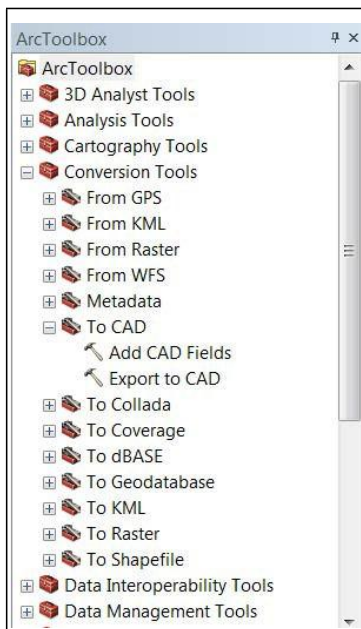 ArcToolbox
ArcToolbox
3D Analyst Tools
Analysis Tools
Cartography Tools
Conversion Tools
From GPS
From KML
From Raster
From WFS
Metadata
To CAD
Add CAD Fields
Export to CAD
To Collada
To Coverage
To dBASE
To Geodatabase
To KML
To Raster
To Shapefile
Data Interoperability Tools
Data Management Tools